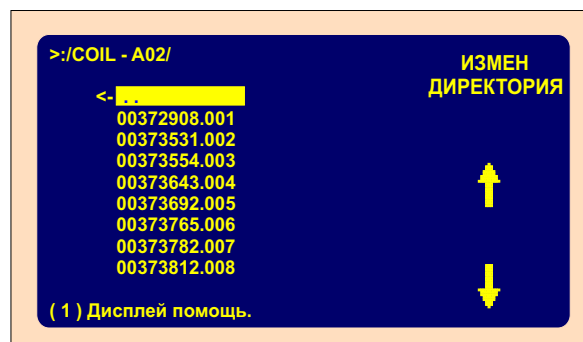 >:/COIL - A02/
ИЗМЕН
ДИРЕКТОРИЯ
<- . .
00372908.001
00373531.002
00373554.003
00373643.004
00373692.005
00373765.006
00373782.007
00373812.008
( 1 ) Дисплей помощь.